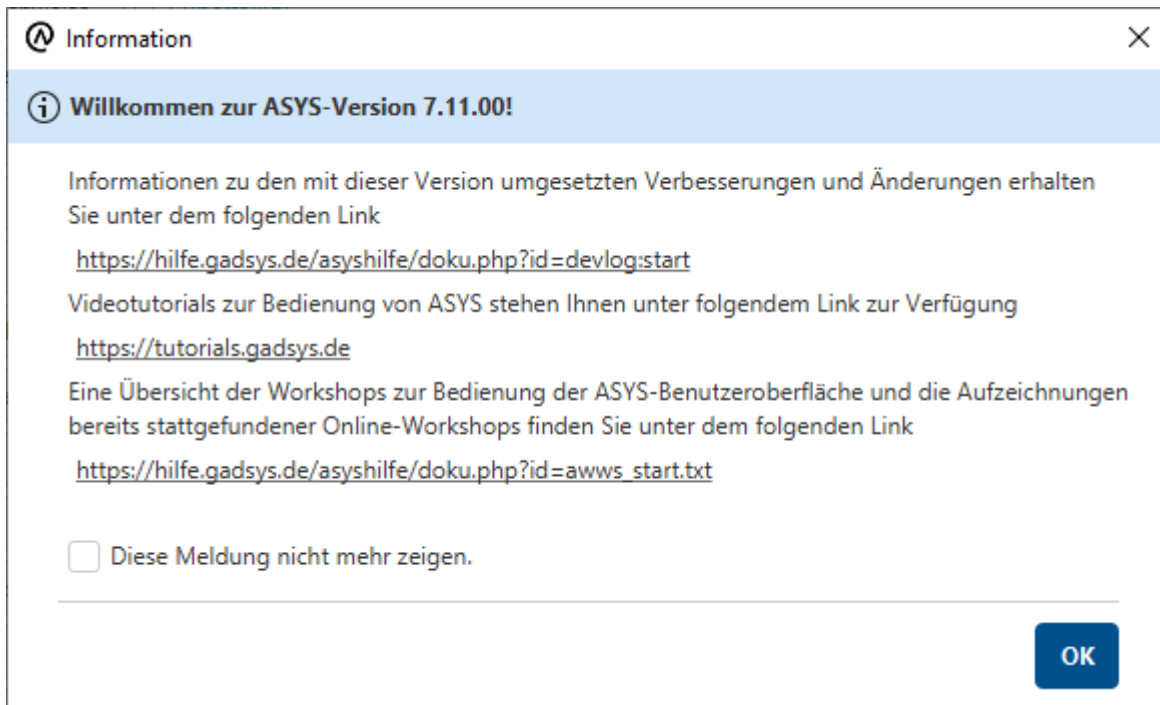 Information
Willkommen zur ASYS-Version 7.11.00!
Informationen zu den mit dieser Version umgesetzten Verbesserungen und Änderungen erhalten
Sie unter dem folgenden Link
https://hilfe.gadsys.de/asyshilfe/doku.php?id=devlog:start
Videotutorials zur Bedienung von ASYS stehen Ihnen unter folgendem Link zur Verfügung
https://tutorials.gadsys.de
Eine Übersicht der Workshops zur Bedienung der ASYS-Benutzeroberfläche und die Aufzeichnungen
bereits stattgefundener Online-Workshops finden Sie unter dem folgenden Link
https://hilfe.gadsys.de/asyshilfe/doku.php?id=awws_start.txt
Diese Meldung nicht mehr zeigen.
OK